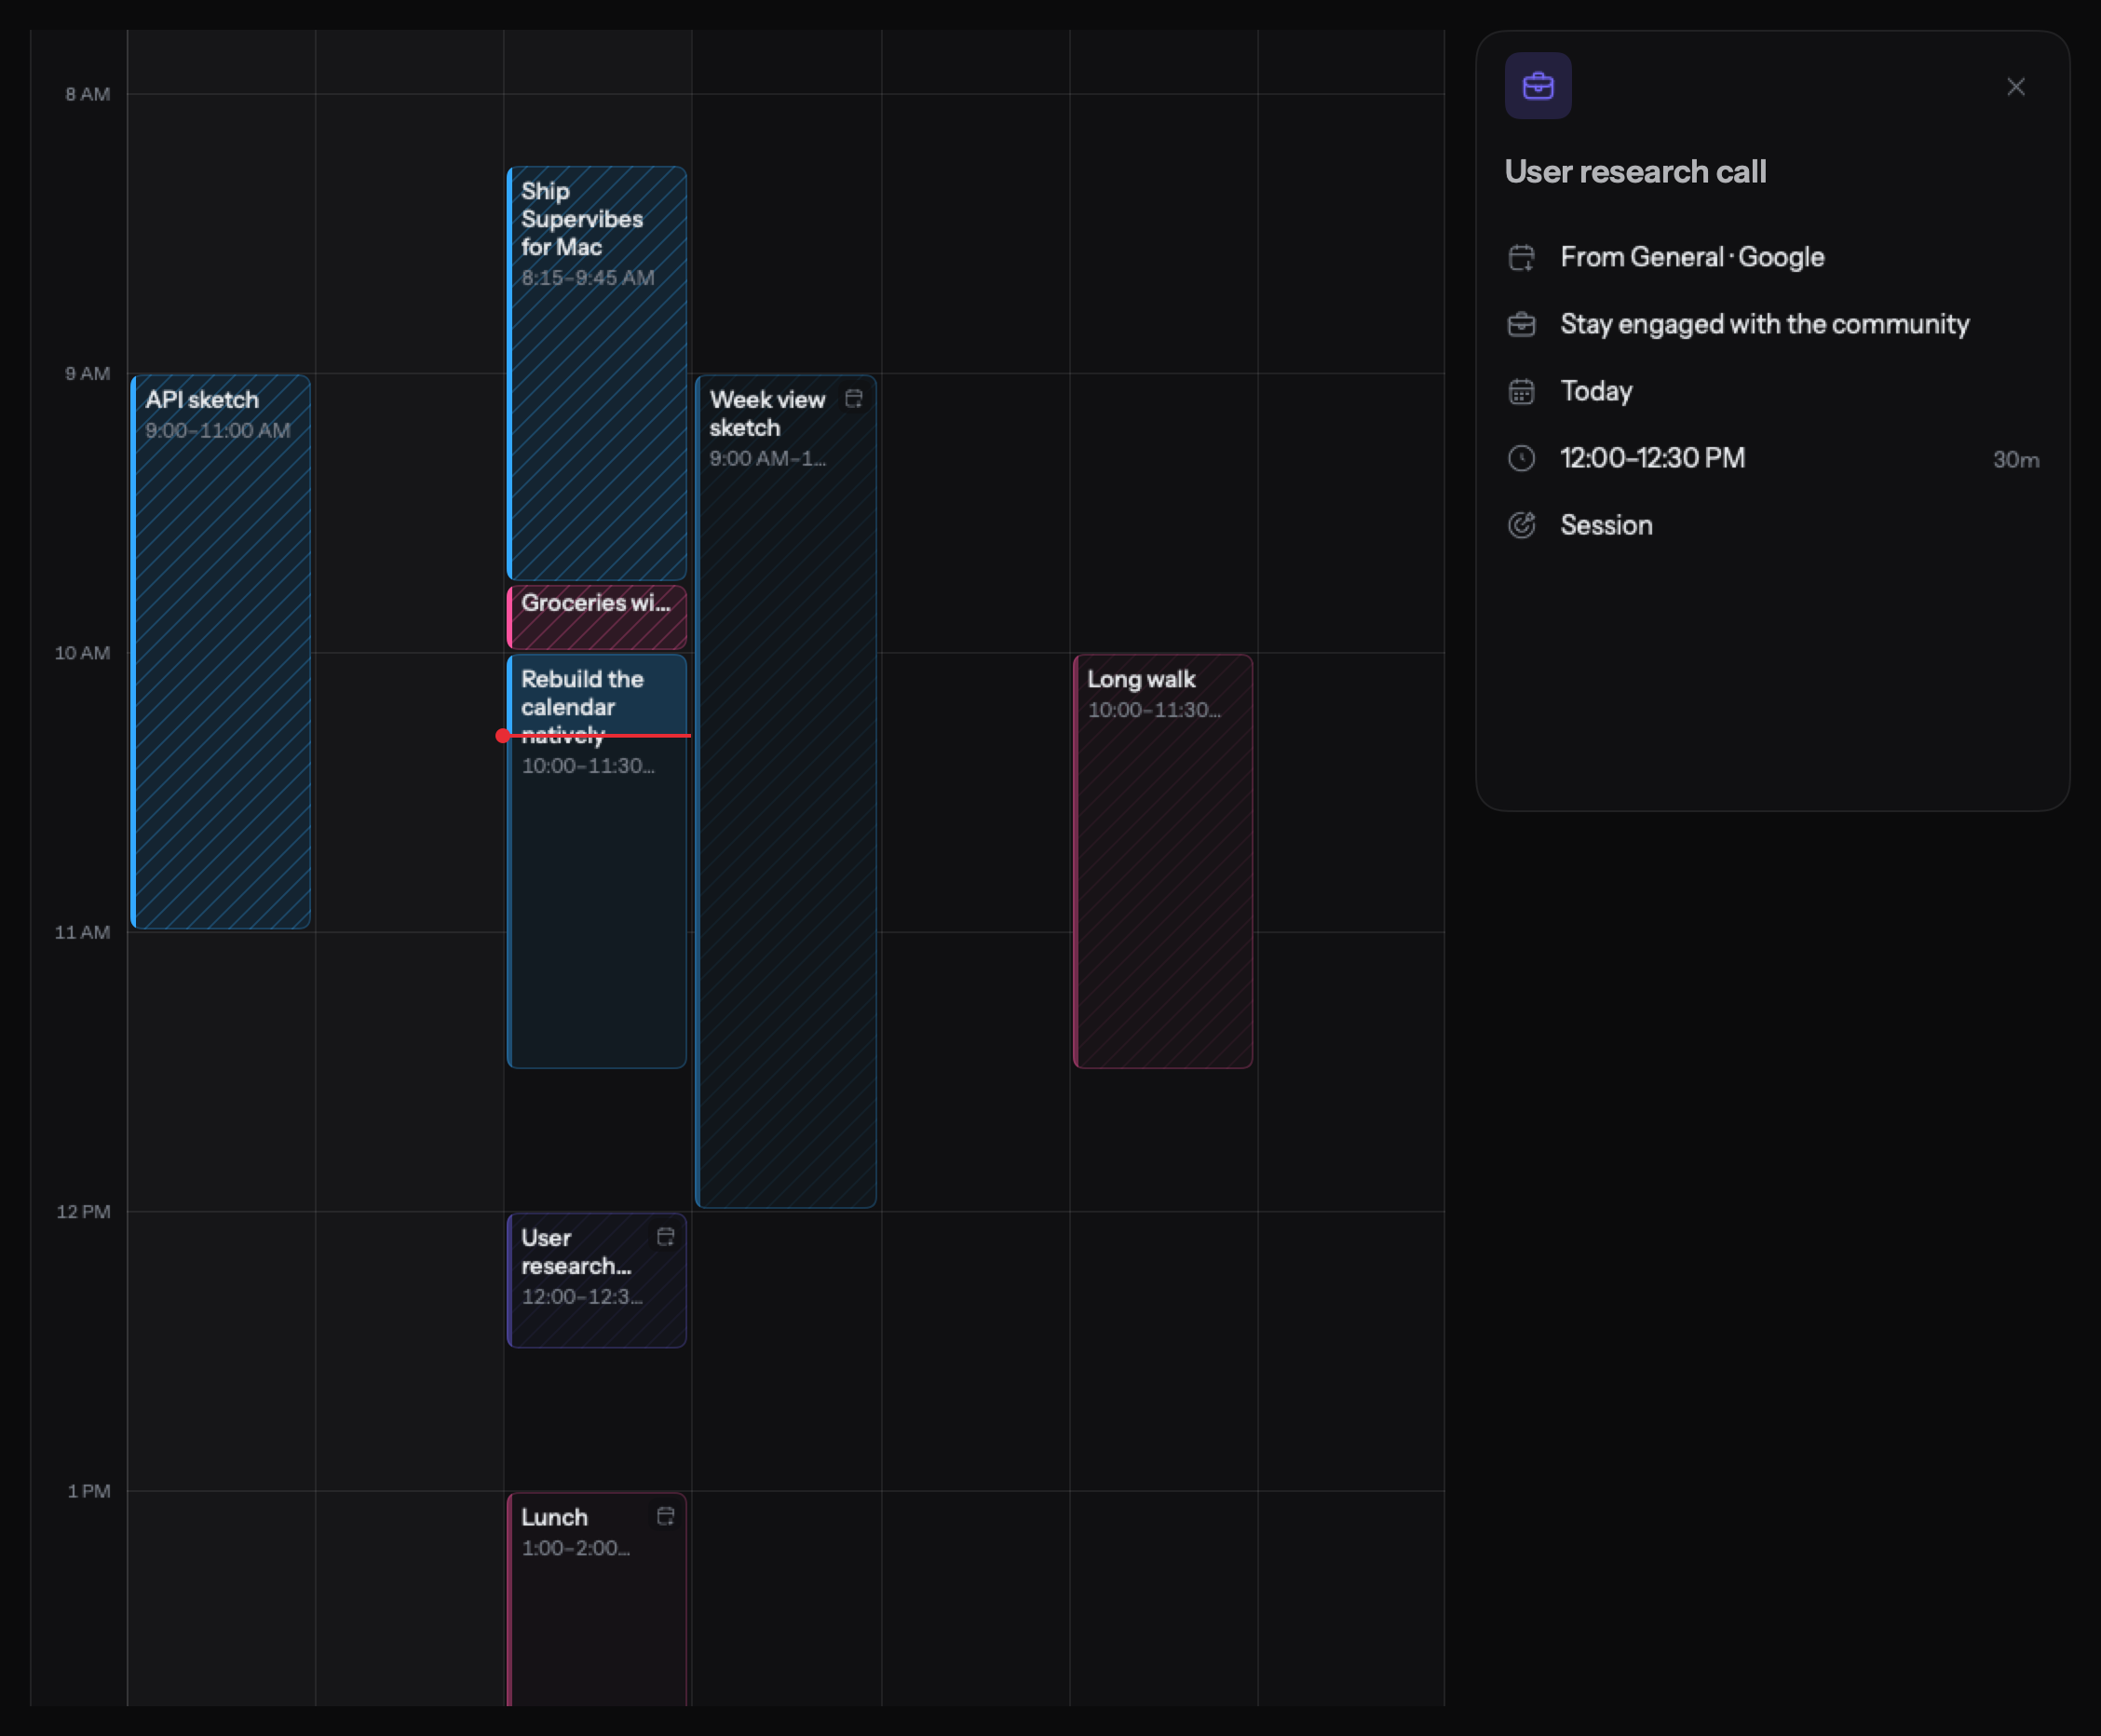 8 AM
9 AM
10 AM
11 AM
12 PM
1 PM
API sketch
9:00–11:00 AM
Ship
Supervibes
for Mac
8:15–9:45 AM
Groceries wi...
Rebuild the
calendar
natively
10:00–11:30...
User
research...
12:00–12:3...
Lunch
1:00–2:00...
Week view
sketch
9:00 AM–1...
Long walk
10:00–11:30...
User research call
From General · Google
Stay engaged with the community
Today
12:00–12:30 PM 30m
Session